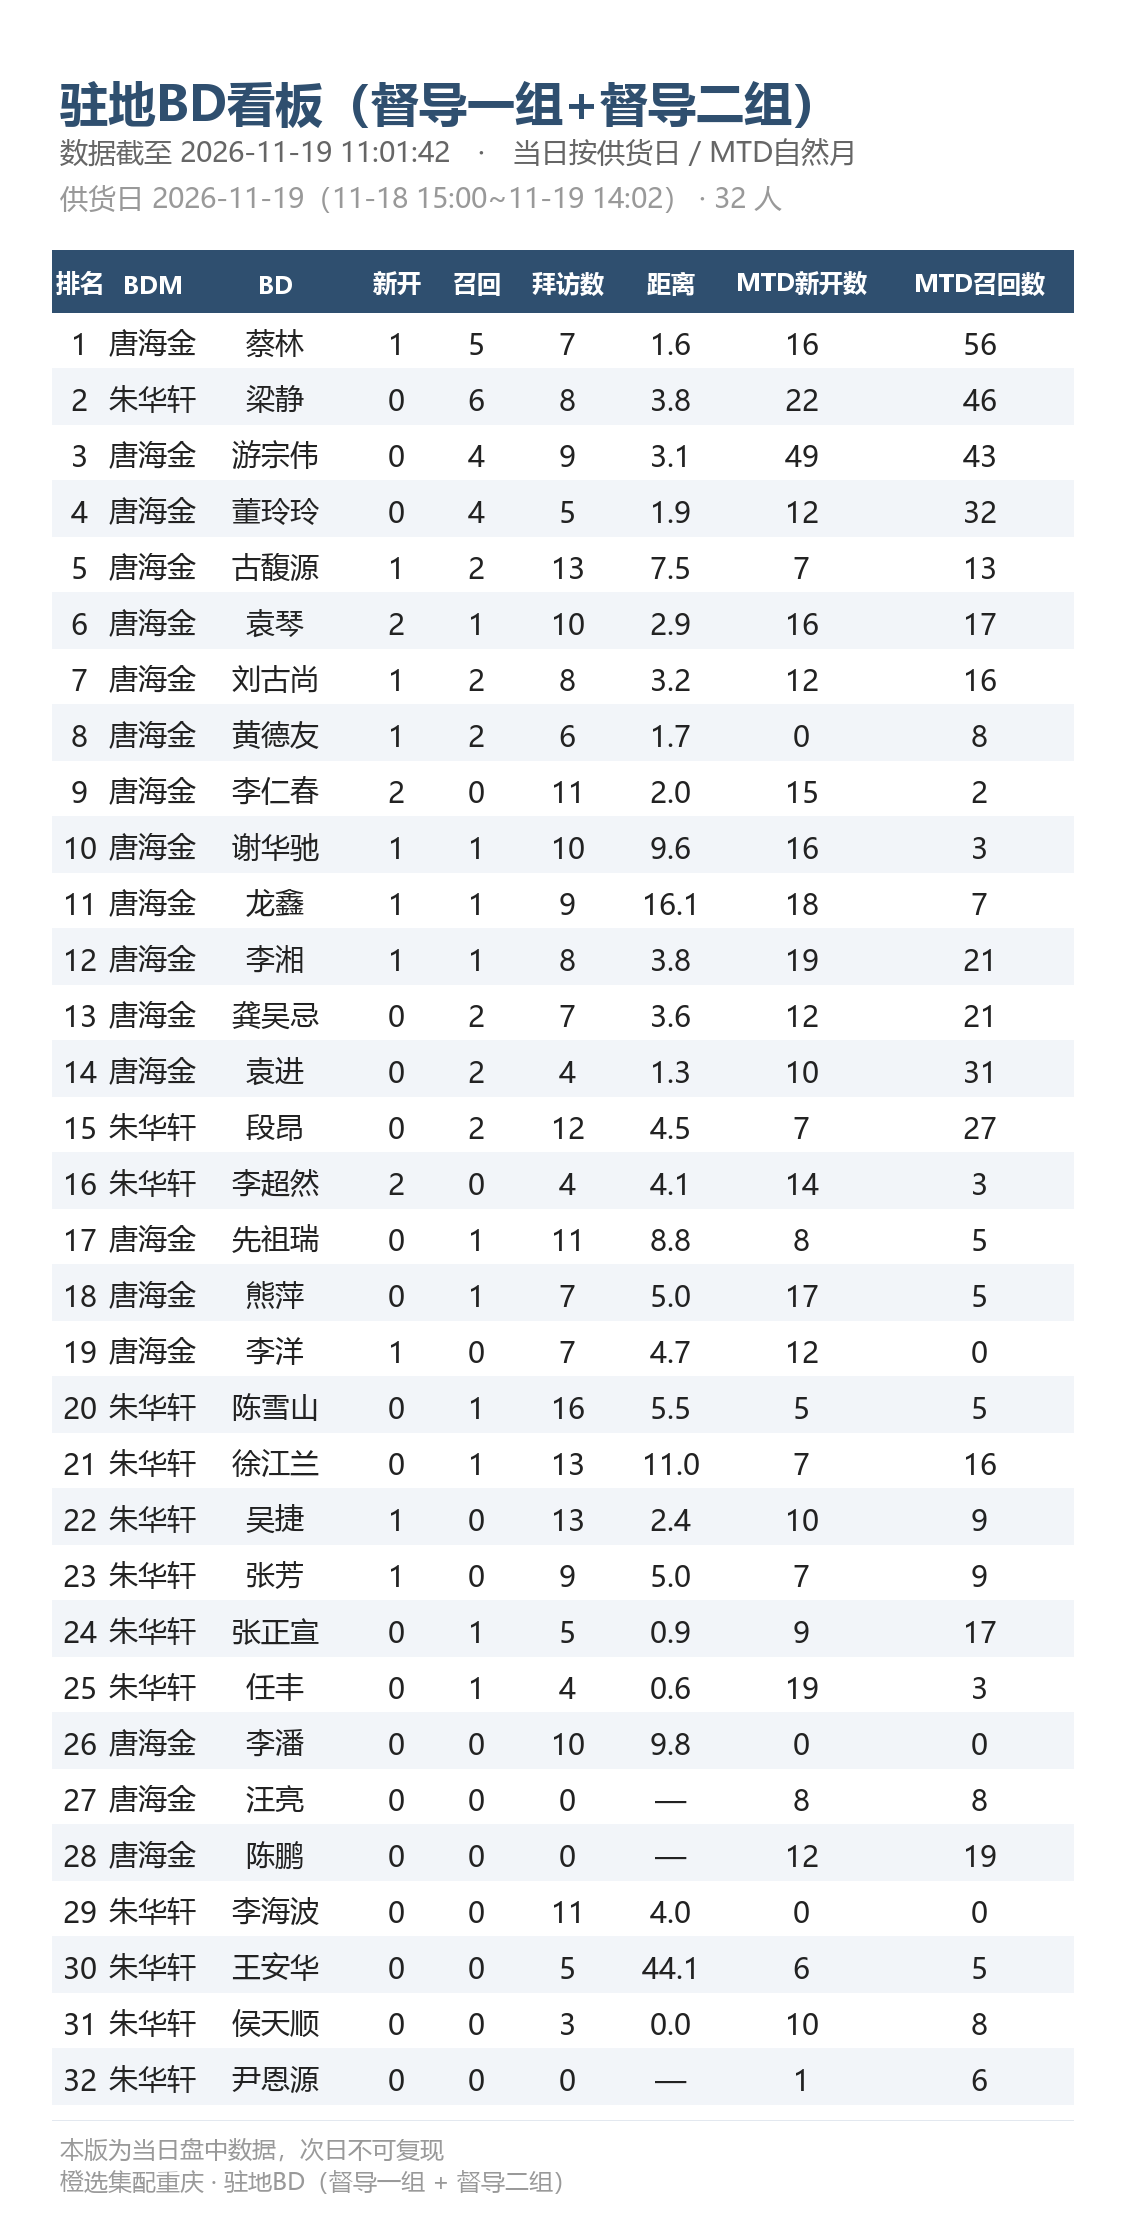 驻地BD看板（督导一组+督导二组）
数据截至 2026-11-19 11:01:42 · 当日按供货日 / MTD自然月
供货日 2026-11-19（11-18 15:00~11-19 14:02） · 32 人
排名 BDM BD 新开 召回 拜访数 距离 MTD新开数 MTD召回数
1 唐海金 蔡林 1 5 7 1.6 16 56
2 朱华轩 梁静 0 6 8 3.8 22 46
3 唐海金 游宗伟 0 4 9 3.1 49 43
4 唐海金 董玲玲 0 4 5 1.9 12 32
5 唐海金 古馥源 1 2 13 7.5 7 13
6 唐海金 袁琴 2 1 10 2.9 16 17
7 唐海金 刘古尚 1 2 8 3.2 12 16
8 唐海金 黄德友 1 2 6 1.7 0 8
9 唐海金 李仁春 2 0 11 2.0 15 2
10 唐海金 谢华驰 1 1 10 9.6 16 3
11 唐海金 龙鑫 1 1 9 16.1 18 7
12 唐海金 李湘 1 1 8 3.8 19 21
13 唐海金 龚吴忌 0 2 7 3.6 12 21
14 唐海金 袁进 0 2 4 1.3 10 31
15 朱华轩 段昂 0 2 12 4.5 7 27
16 朱华轩 李超然 2 0 4 4.1 14 3
17 唐海金 先祖瑞 0 1 11 8.8 8 5
18 唐海金 熊萍 0 1 7 5.0 17 5
19 唐海金 李洋 1 0 7 4.7 12 0
20 朱华轩 陈雪山 0 1 16 5.5 5 5
21 朱华轩 徐江兰 0 1 13 11.0 7 16
22 朱华轩 吴捷 1 0 13 2.4 10 9
23 朱华轩 张芳 1 0 9 5.0 7 9
24 朱华轩 张正宣 0 1 5 0.9 9 17
25 朱华轩 任丰 0 1 4 0.6 19 3
26 唐海金 李潘 0 0 10 9.8 0 0
27 唐海金 汪亮 0 0 0 — 8 8
28 唐海金 陈鹏 0 0 0 — 12 19
29 朱华轩 李海波 0 0 11 4.0 0 0
30 朱华轩 王安华 0 0 5 44.1 6 5
31 朱华轩 侯天顺 0 0 3 0.0 10 8
32 朱华轩 尹恩源 0 0 0 — 1 6
本版为当日盘中数据，次日不可复现
橙选集配重庆 · 驻地BD（督导一组 + 督导二组）